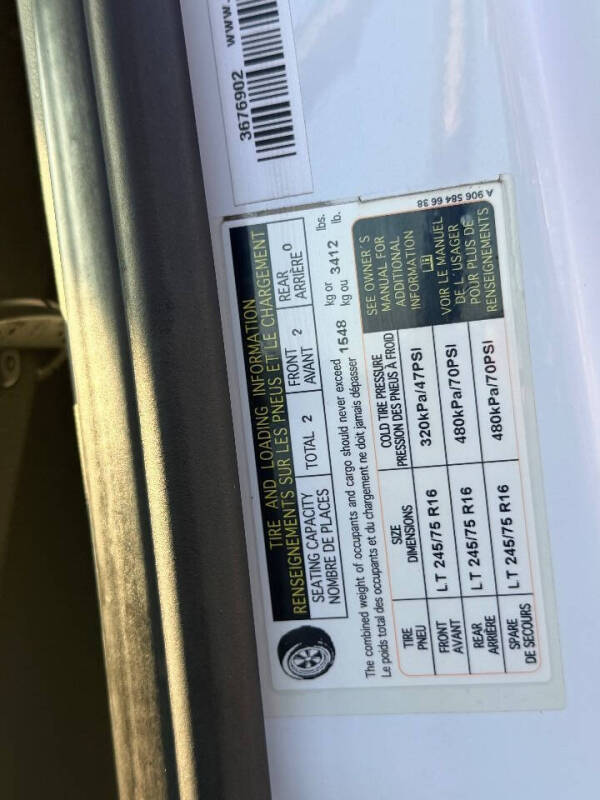 3676902
www.
A 906 584 66 38
TIRE AND LOADING INFORMATION
RENSEIGNEMENTS SUR LES PNEUS ET LE CHARGEMENT
SEATING CAPACITY TOTAL 2 FRONT 2 REAR 0
NOMBRE DE PLACES AVANT ARRIÈRE
The combined weight of occupants and cargo should never exceed 1548 kg or 3412 lbs.
Le poids total des occupants et du chargement ne doit jamais dépasser kg ou lb.
TIRE SIZE COLD TIRE PRESSURE
PNEU DIMENSIONS PRESSION DES PNEUS À FROID
FRONT LT 245/75 R16 320kPa/47PSI
AVANT
REAR LT 245/75 R16 480kPa/70PSI
ARRIÈRE
SPARE LT 245/75 R16 480kPa/70PSI
DE SECOURS
SEE OWNER'S
MANUAL FOR
ADDITIONAL
INFORMATION
VOIR LE MANUEL
DE L'USAGER
POUR PLUS DE
RENSEIGNEMENTS